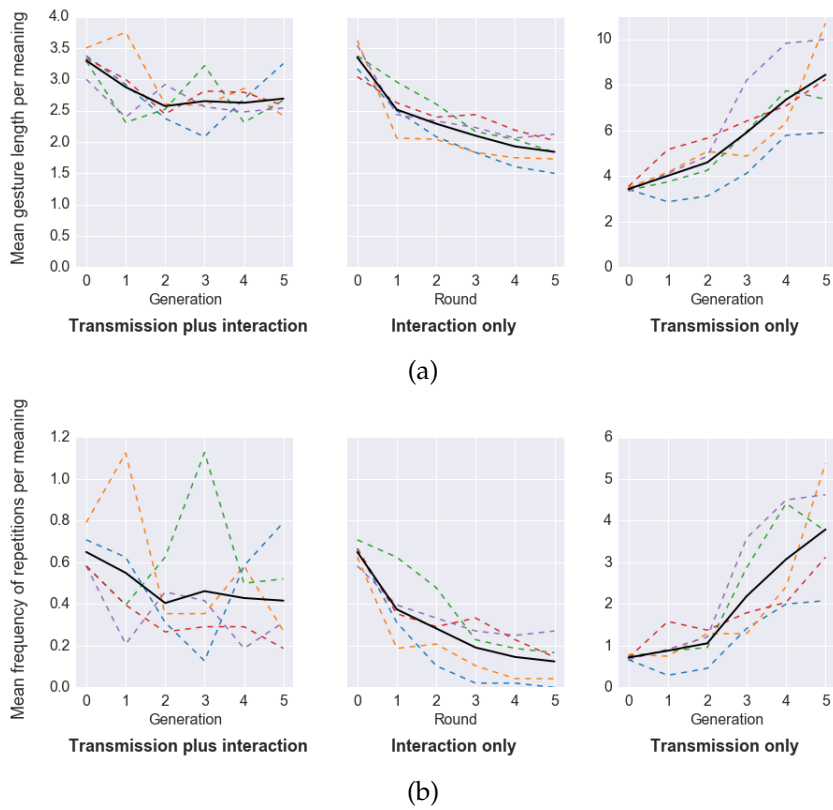 Mean gesture length per meaning
4.0
3.5
3.0
2.5
2.0
1.5
1.0
0.5
0.0
0 1 2 3 4 5
Generation
Transmission plus interaction
0 1 2 3 4 5
Round
Interaction only
10
8
6
4
2
0
0 1 2 3 4 5
Generation
Transmission only
(a)
Mean frequency of repetitions per meaning
1.2
1.0
0.8
0.6
0.4
0.2
0.0
0 1 2 3 4 5
Generation
Transmission plus interaction
0 1 2 3 4 5
Round
Interaction only
6
5
4
3
2
1
0
0 1 2 3 4 5
Generation
Transmission only
(b)